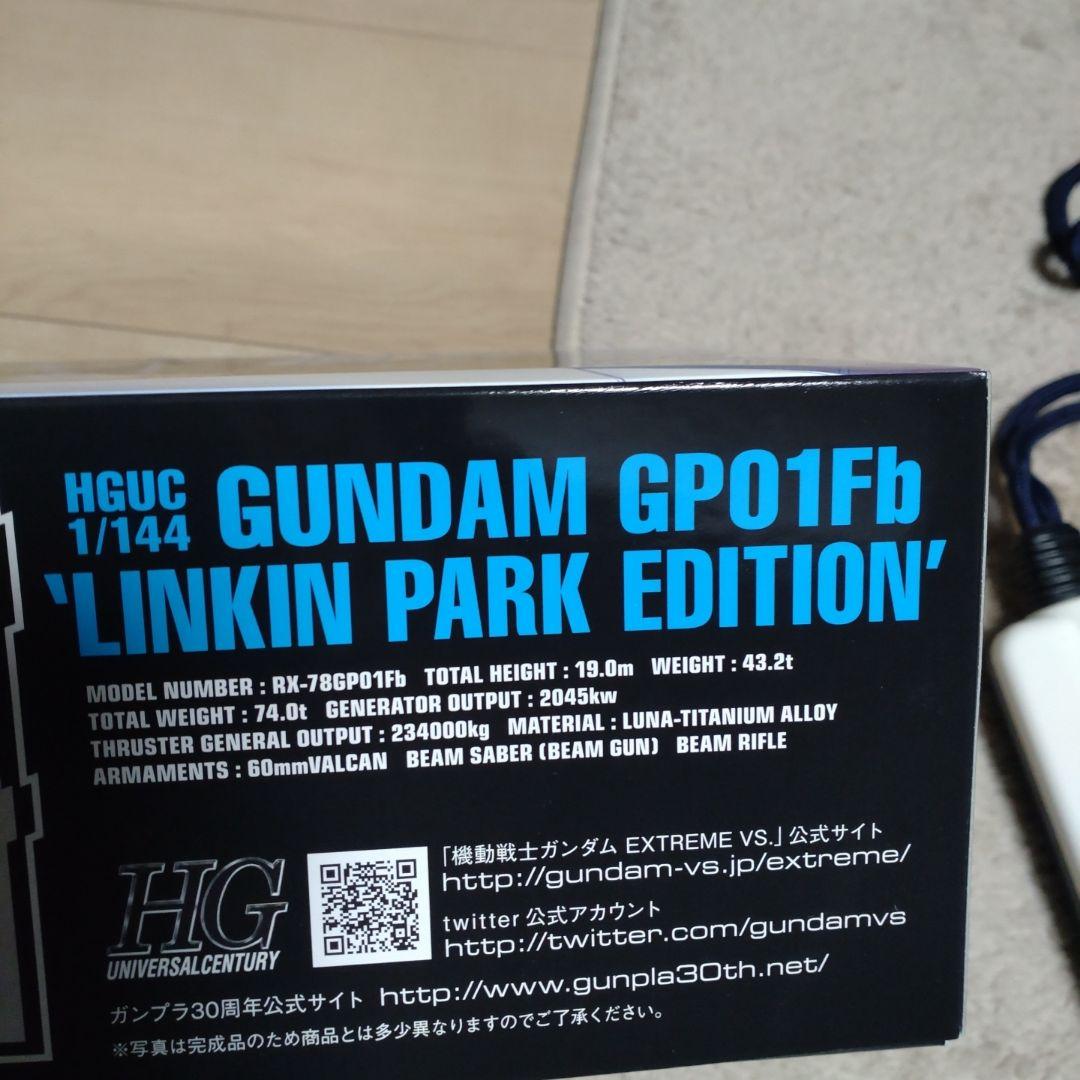 HGUC
1/144
GUNDAM GP01Fb
'LINKIN PARK EDITION'
MODEL NUMBER : RX-78GP01Fb TOTAL HEIGHT : 19.0m WEIGHT : 43.2t
TOTAL WEIGHT : 74.0t GENERATOR OUTPUT : 2045kw
THRUSTER GENERAL OUTPUT : 234000kg MATERIAL : LUNA-TITANIUM ALLOY
ARMAMENTS : 60mmVALCAN BEAM SABER (BEAM GUN) BEAM RIFLE
HG
UNIVERSAL CENTURY
「機動戦士ガンダム EXTREME VS.」公式サイト
http://gundam-vs.jp/extreme/
twitter 公式アカウント
http://twitter.com/gundamvs
ガンプラ30周年公式サイト http://www.gunpla30th.net/
※写真は完成品のため商品とは多少異なりますのでご了承ください。